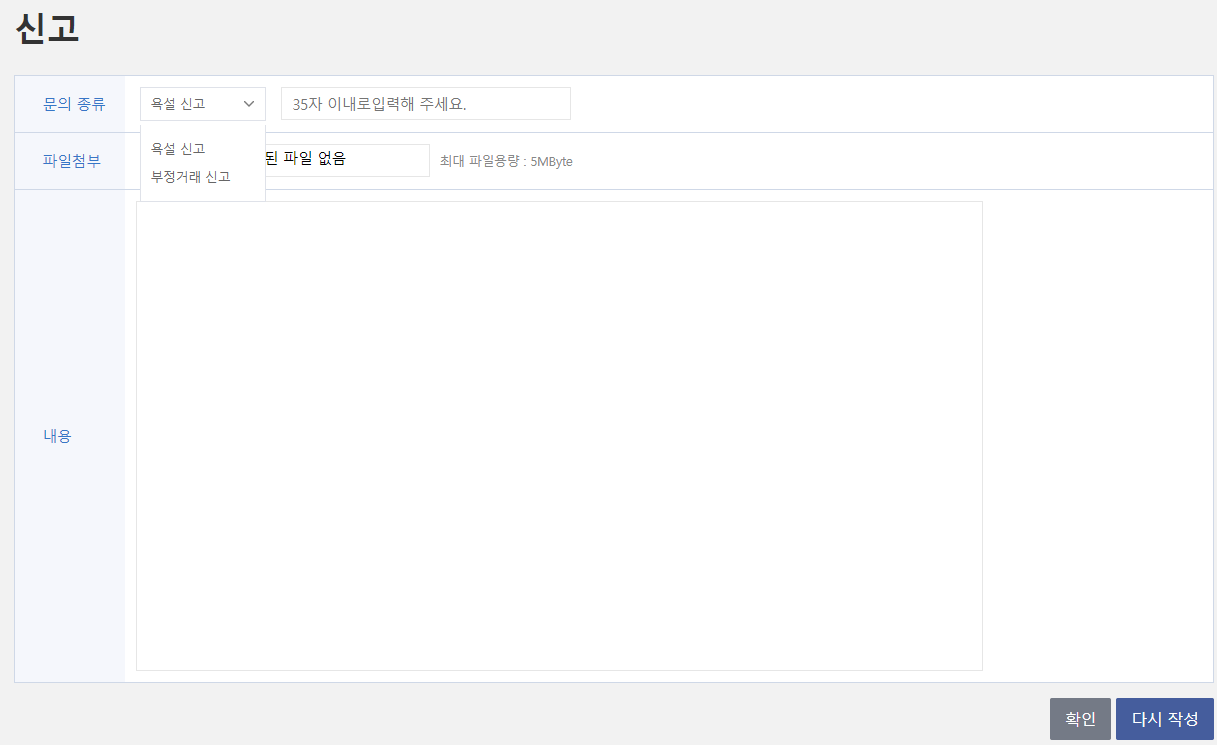 신고
문의 종류
욕설 신고
35자 이내로입력해 주세요.
욕설 신고
부정거래 신고
파일첨부
된 파일 없음
최대 파일용량 : 5MByte
내용
확인
다시 작성